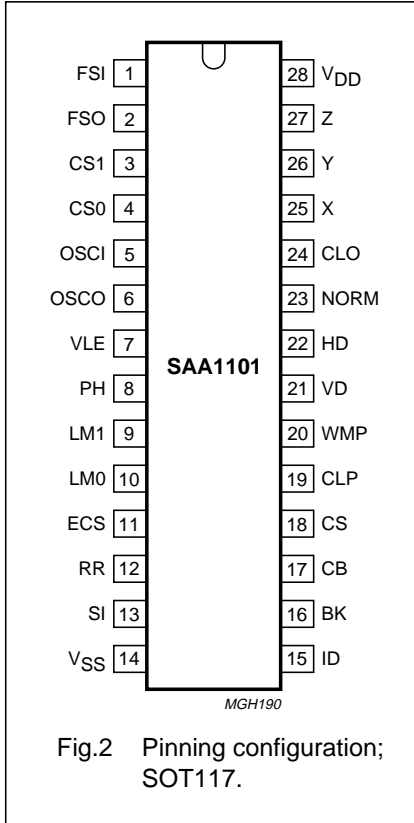 FSI 1 28 VDD
FSO 2 27 Z
CS1 3 26 Y
CS0 4 25 X
OSCI 5 24 CLO
OSCO 6 23 NORM
VLE 7 22 HD
SAA1101
PH 8 21 VD
LM1 9 20 WMP
LM0 10 19 CLP
ECS 11 18 CS
RR 12 17 CB
SI 13 16 BK
VSS 14 15 ID
MGH190
Fig.2 Pinning configuration;
SOT117.